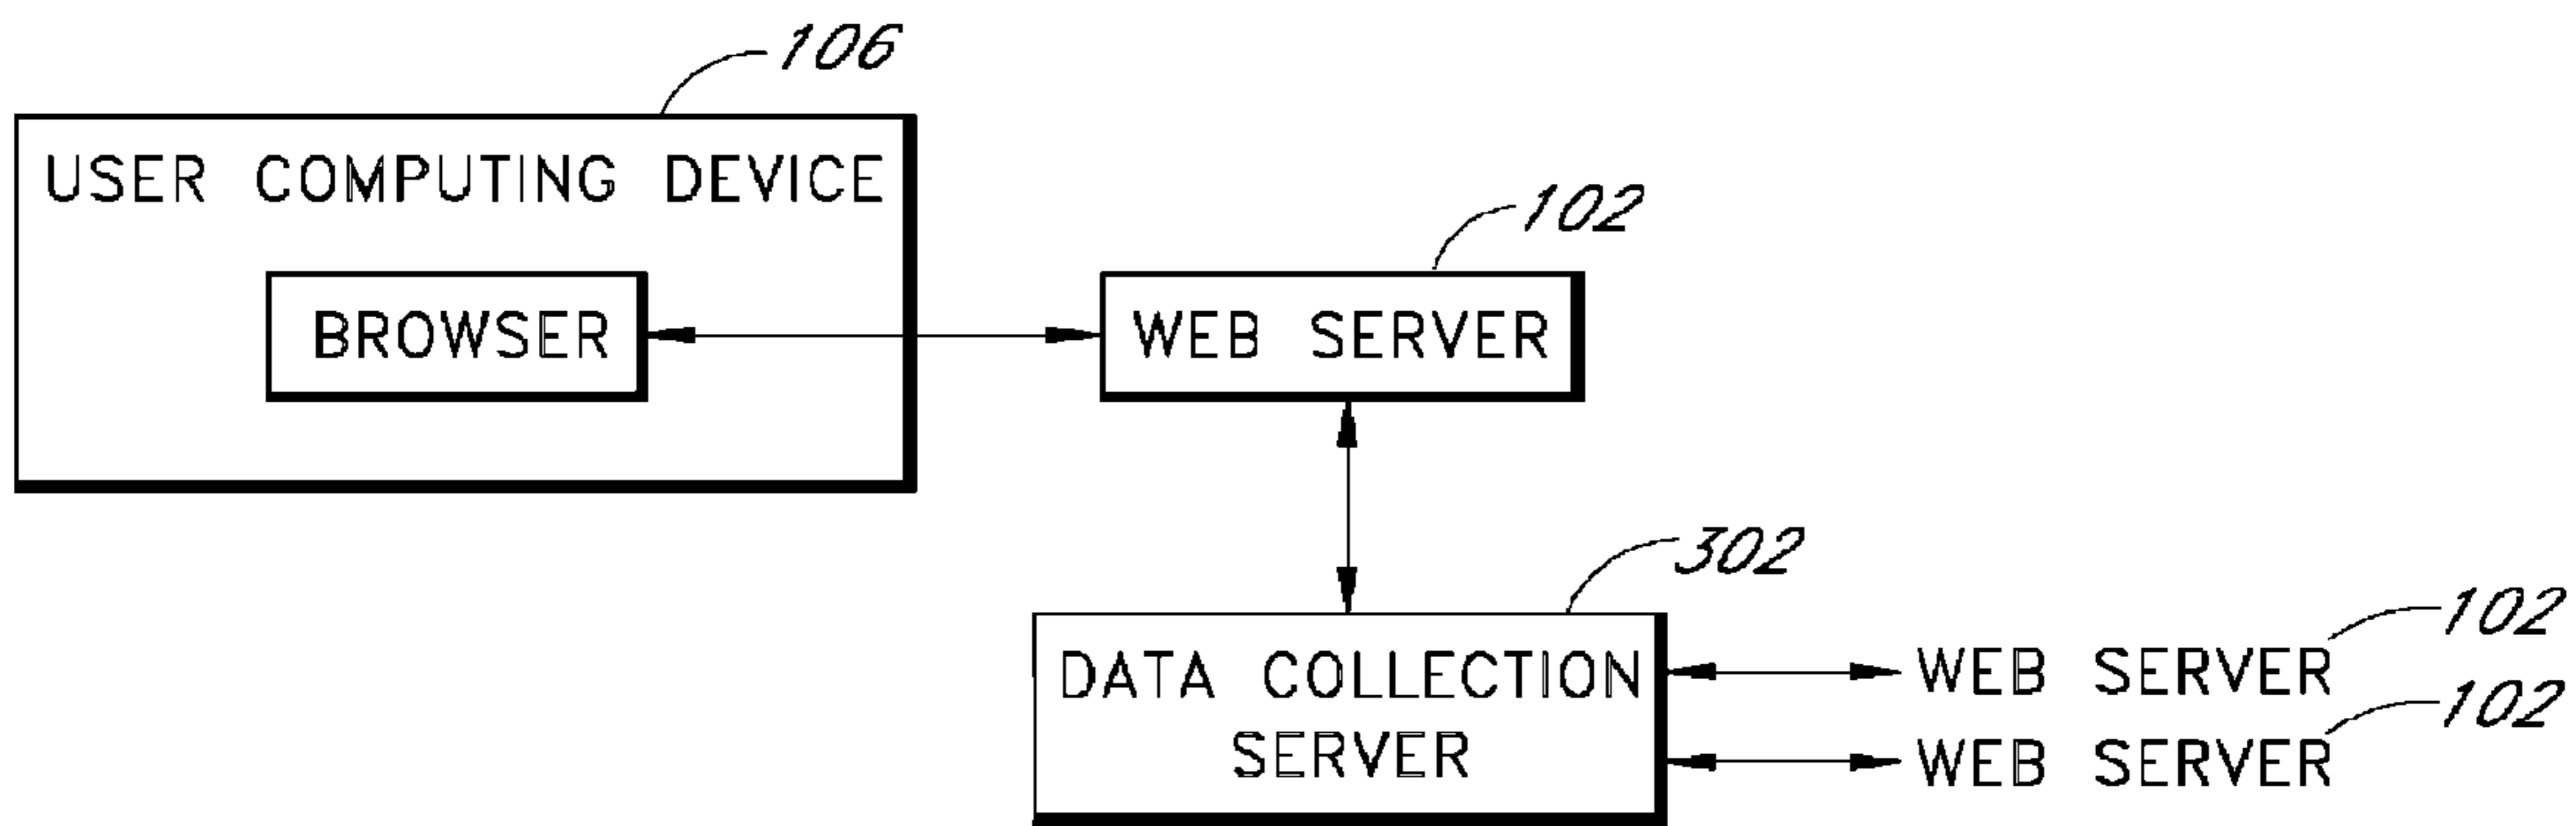 106
USER COMPUTING DEVICE
102
BROWSER
WEB SERVER
302
102
DATA COLLECTION
WEB SERVER
102
SERVER
WEB SERVER